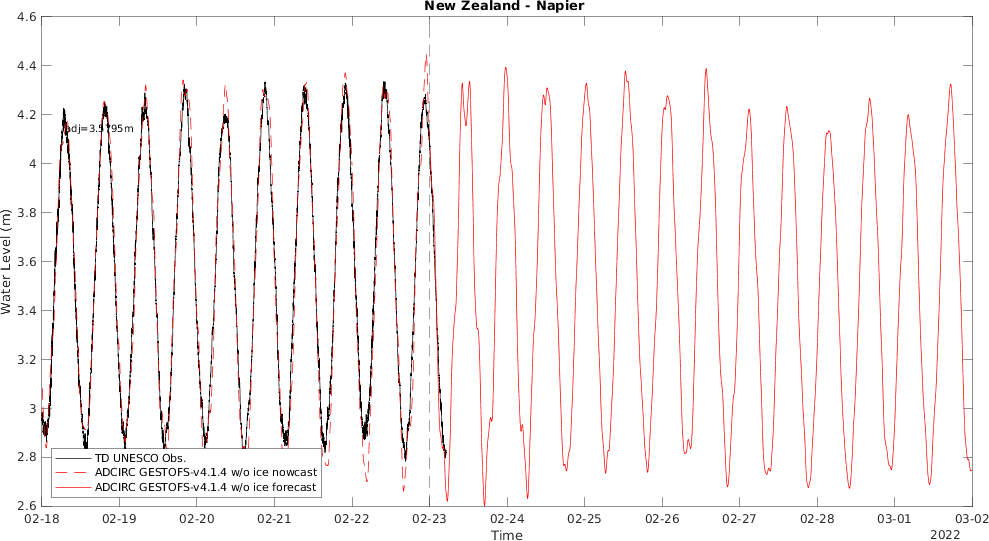 New Zealand - Napier
4.6
4.4
4.2
4
3.8
3.6
3.4
3.2
3
2.8
2.6
Water Level (m)
TD UNESCO Obs.
ADCIRC GESTOFS-v4.1.4 w/o ice nowcast
ADCIRC GESTOFS-v4.1.4 w/o ice forecast
02-18 02-19 02-20 02-21 02-22 02-23 02-24 02-25 02-26 02-27 02-28 03-01 03-02
Time
2022